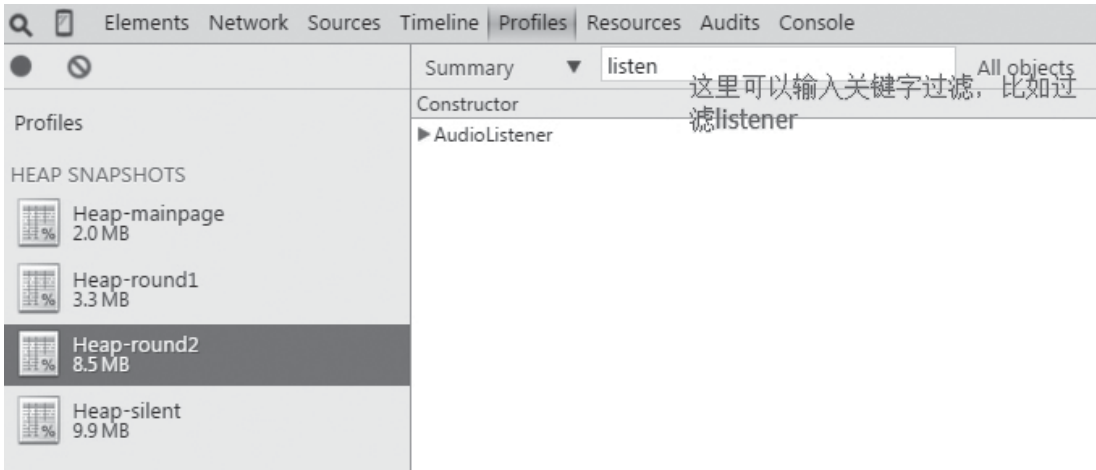 Elements Network Sources Timeline Profiles Resources Audits Console
Summary ▼ listen All objects
这里可以输入关键字过滤，比如过
滤listener
Constructor
▶AudioListener
Profiles
HEAP SNAPSHOTS
Heap-mainpage
2.0 MB
Heap-round1
3.3 MB
Heap-round2
8.5 MB
Heap-silent
9.9 MB